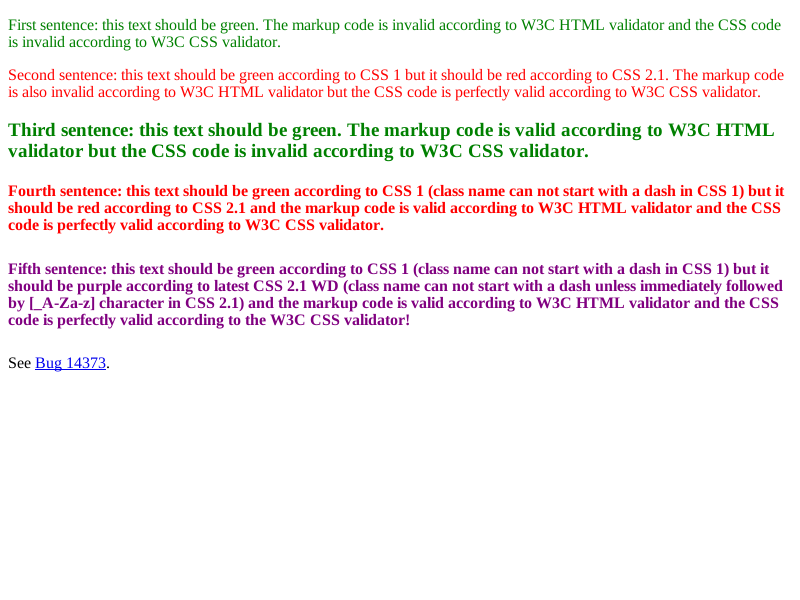 First sentence: this text should be green. The markup code is invalid according to W3C HTML validator and the CSS code
is invalid according to W3C CSS validator.
Second sentence: this text should be green according to CSS 1 but it should be red according to CSS 2.1. The markup code
is also invalid according to W3C HTML validator but the CSS code is perfectly valid according to W3C CSS validator.
Third sentence: this text should be green. The markup code is valid according to W3C HTML
validator but the CSS code is invalid according to W3C CSS validator.
Fourth sentence: this text should be green according to CSS 1 (class name can not start with a dash in CSS 1) but it
should be red according to CSS 2.1 and the markup code is valid according to W3C HTML validator and the CSS
code is perfectly valid according to W3C CSS validator.
Fifth sentence: this text should be green according to CSS 1 (class name can not start with a dash in CSS 1) but it
should be purple according to latest CSS 2.1 WD (class name can not start with a dash unless immediately followed
by [_A-Za-z] character in CSS 2.1) and the markup code is valid according to W3C HTML validator and the CSS
code is perfectly valid according to the W3C CSS validator!
See Bug 14373.